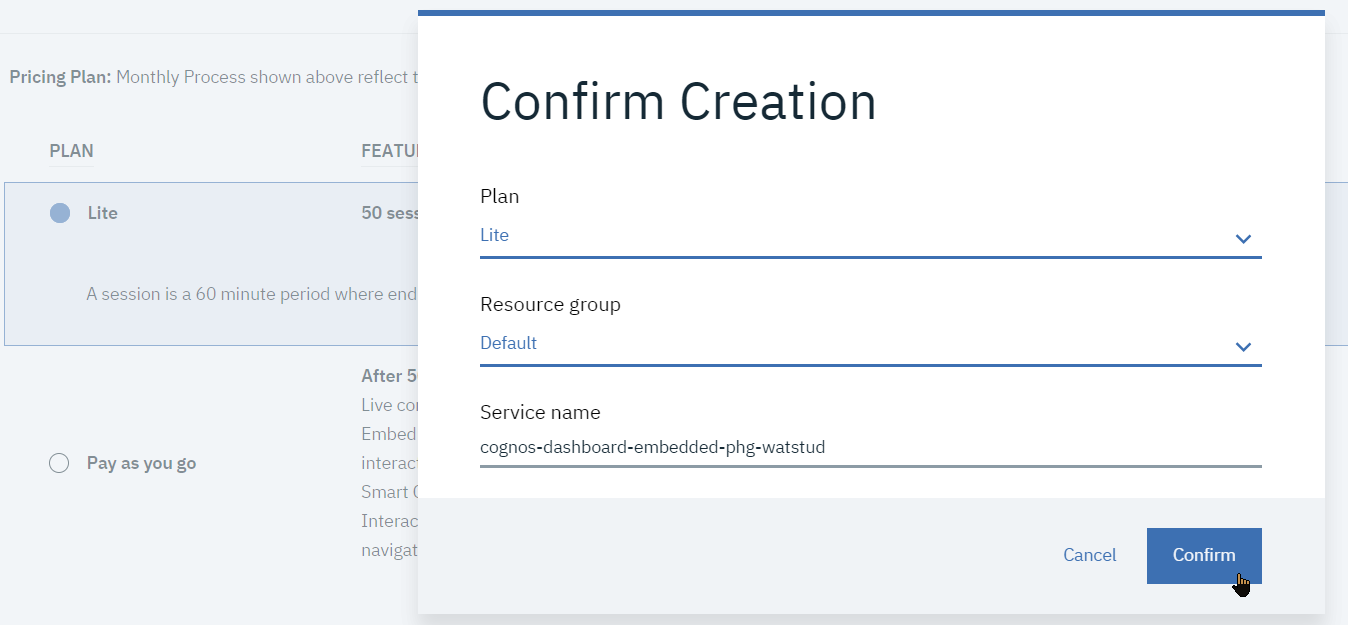 Pricing Plan: Monthly Process shown above reflect t
PLAN
FEATU
Lite
50 sess
A session is a 60 minute period where end
After 5
Live con
Embed
Pay as you go
interact
Smart C
Interac
navigat
Confirm Creation
Plan
Lite
Resource group
Default
Service name
cognos-dashboard-embedded-phg-watstud
Cancel
Confirm